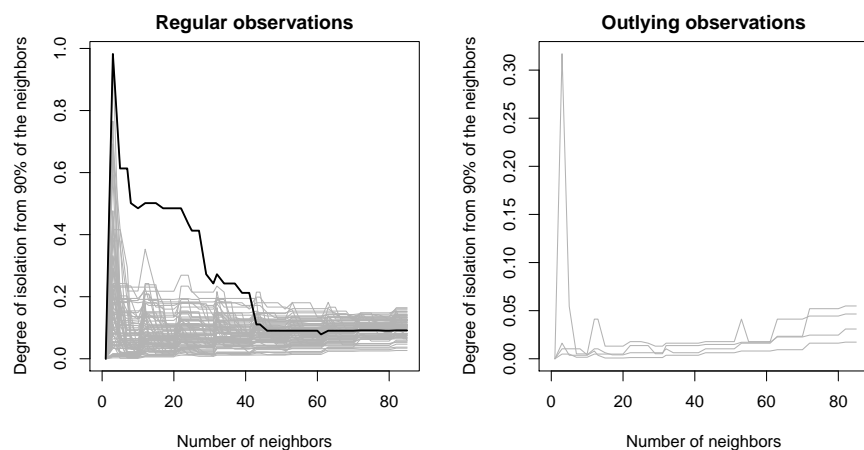 Regular observations
Degree of isolation from 90% of the neighbors
0.0
0.2
0.4
0.6
0.8
1.0
0 20 40 60 80
Number of neighbors
Outlying observations
Degree of isolation from 90% of the neighbors
0.00
0.05
0.10
0.15
0.20
0.25
0.30
0 20 40 60 80
Number of neighbors